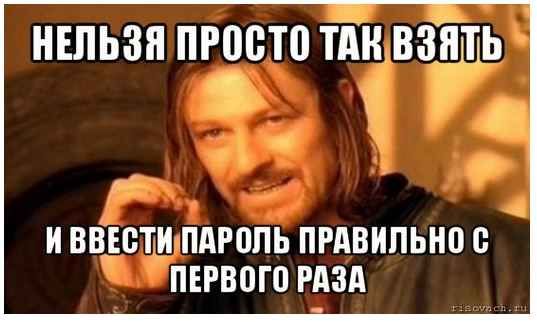 НЕЛЬЗЯ ПРОСТО ТАК ВЗЯТЬ
И ВВЕСТИ ПАРОЛЬ ПРАВИЛЬНО С
ПЕРВОГО РАЗА
risovach.ru